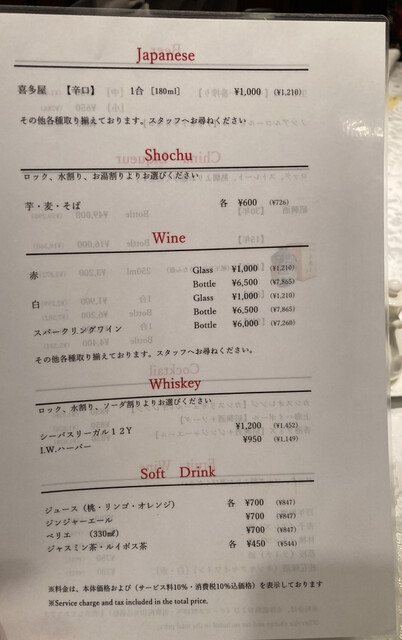 Japanese
喜多屋 【辛口】 1合 [180ml] ¥1,000 (¥1,210)
その他各種取り揃えております。スタッフへお尋ねください
Shochu
ロック、水割り、お湯割りよりお選びください
芋・麦・そば 各 ¥600 (¥726)
Wine
赤 Glass ¥1,000 (¥1,210)
Bottle ¥6,500 (¥7,865)
白 Glass ¥1,000 (¥1,210)
Bottle ¥6,500 (¥7,865)
スパークリングワイン Bottle ¥6,000 (¥7,260)
その他各種取り揃えております。スタッフへお尋ねください。
Whiskey
ロック、水割り、ソーダ割りよりお選びください
シーバスリーガル12Y ¥1,200 (¥1,452)
I.W.ハーパー ¥950 (¥1,149)
Soft Drink
ジュース(桃・リンゴ・オレンジ) 各 ¥700 (¥847)
ジンジャーエール ¥700 (¥847)
ペリエ (330㎖) ¥700 (¥847)
ジャスミン茶・ルイボス茶 各 ¥450 (¥544)
※料金は、本体価格および(サービス料10%・消費税10%込価格)を表示しております
※Service charge and tax included in the total price.